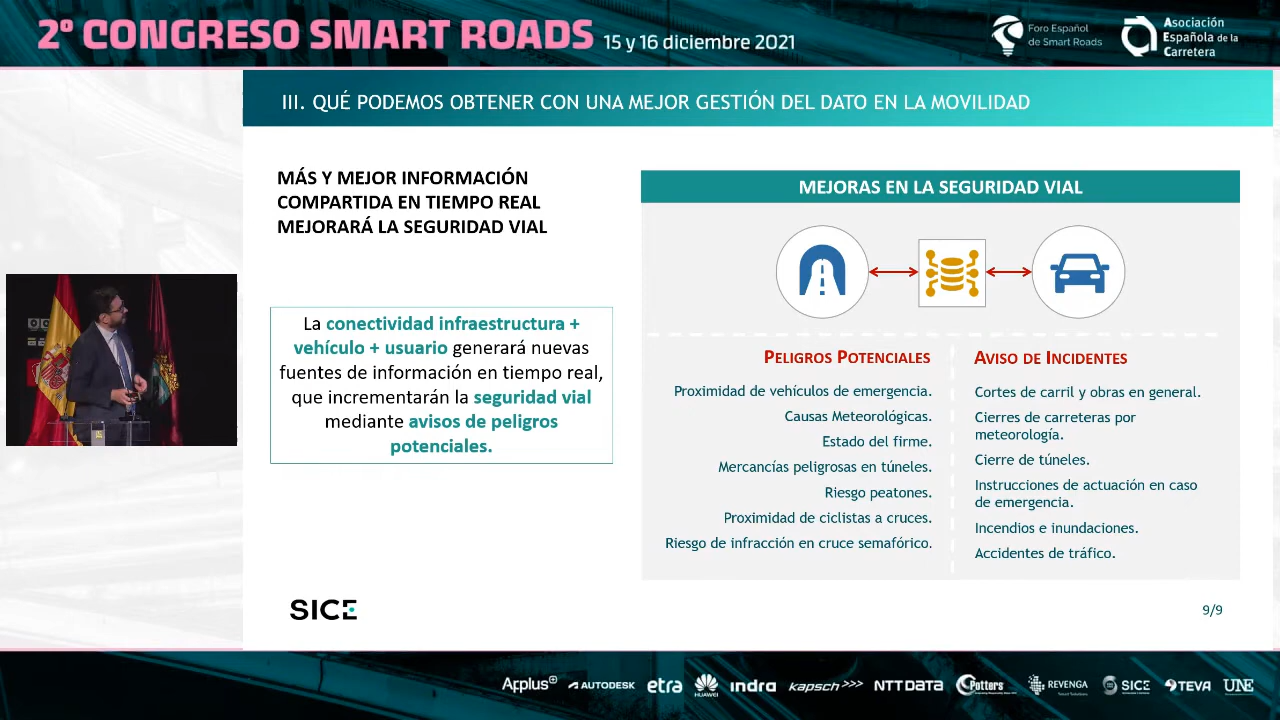 2º CONGRESO SMART ROADS 15 y 16 diciembre 2021
Foro Español
de Smart Roads
Asociación
Española de la
Carretera
III. QUÉ PODEMOS OBTENER CON UNA MEJOR GESTIÓN DEL DATO EN LA MOVILIDAD
MÁS Y MEJOR INFORMACIÓN
COMPARTIDA EN TIEMPO REAL
MEJORARÁ LA SEGURIDAD VIAL
La conectividad infraestructura +
vehículo + usuario generará nuevas
fuentes de información en tiempo real,
que incrementarán la seguridad vial
mediante avisos de peligros
potenciales.
MEJORAS EN LA SEGURIDAD VIAL
PELIGROS POTENCIALES
Proximidad de vehículos de emergencia.
Causas Meteorológicas.
Estado del firme.
Mercancías peligrosas en túneles.
Riesgo peatones.
Proximidad de ciclistas a cruces.
Riesgo de infracción en cruce semafórico.
AVISO DE INCIDENTES
Cortes de carril y obras en general.
Cierres de carreteras por
meteorología.
Cierre de túneles.
Instrucciones de actuación en caso
de emergencia.
Incendios e inundaciones.
Accidentes de tráfico.
SICE
9/9
Applus+
AUTODESK
etra
HUAWEI
indra
kapsch >>>
NTT DATA
Potters
REVENGA
SICE
TEVA
UNE